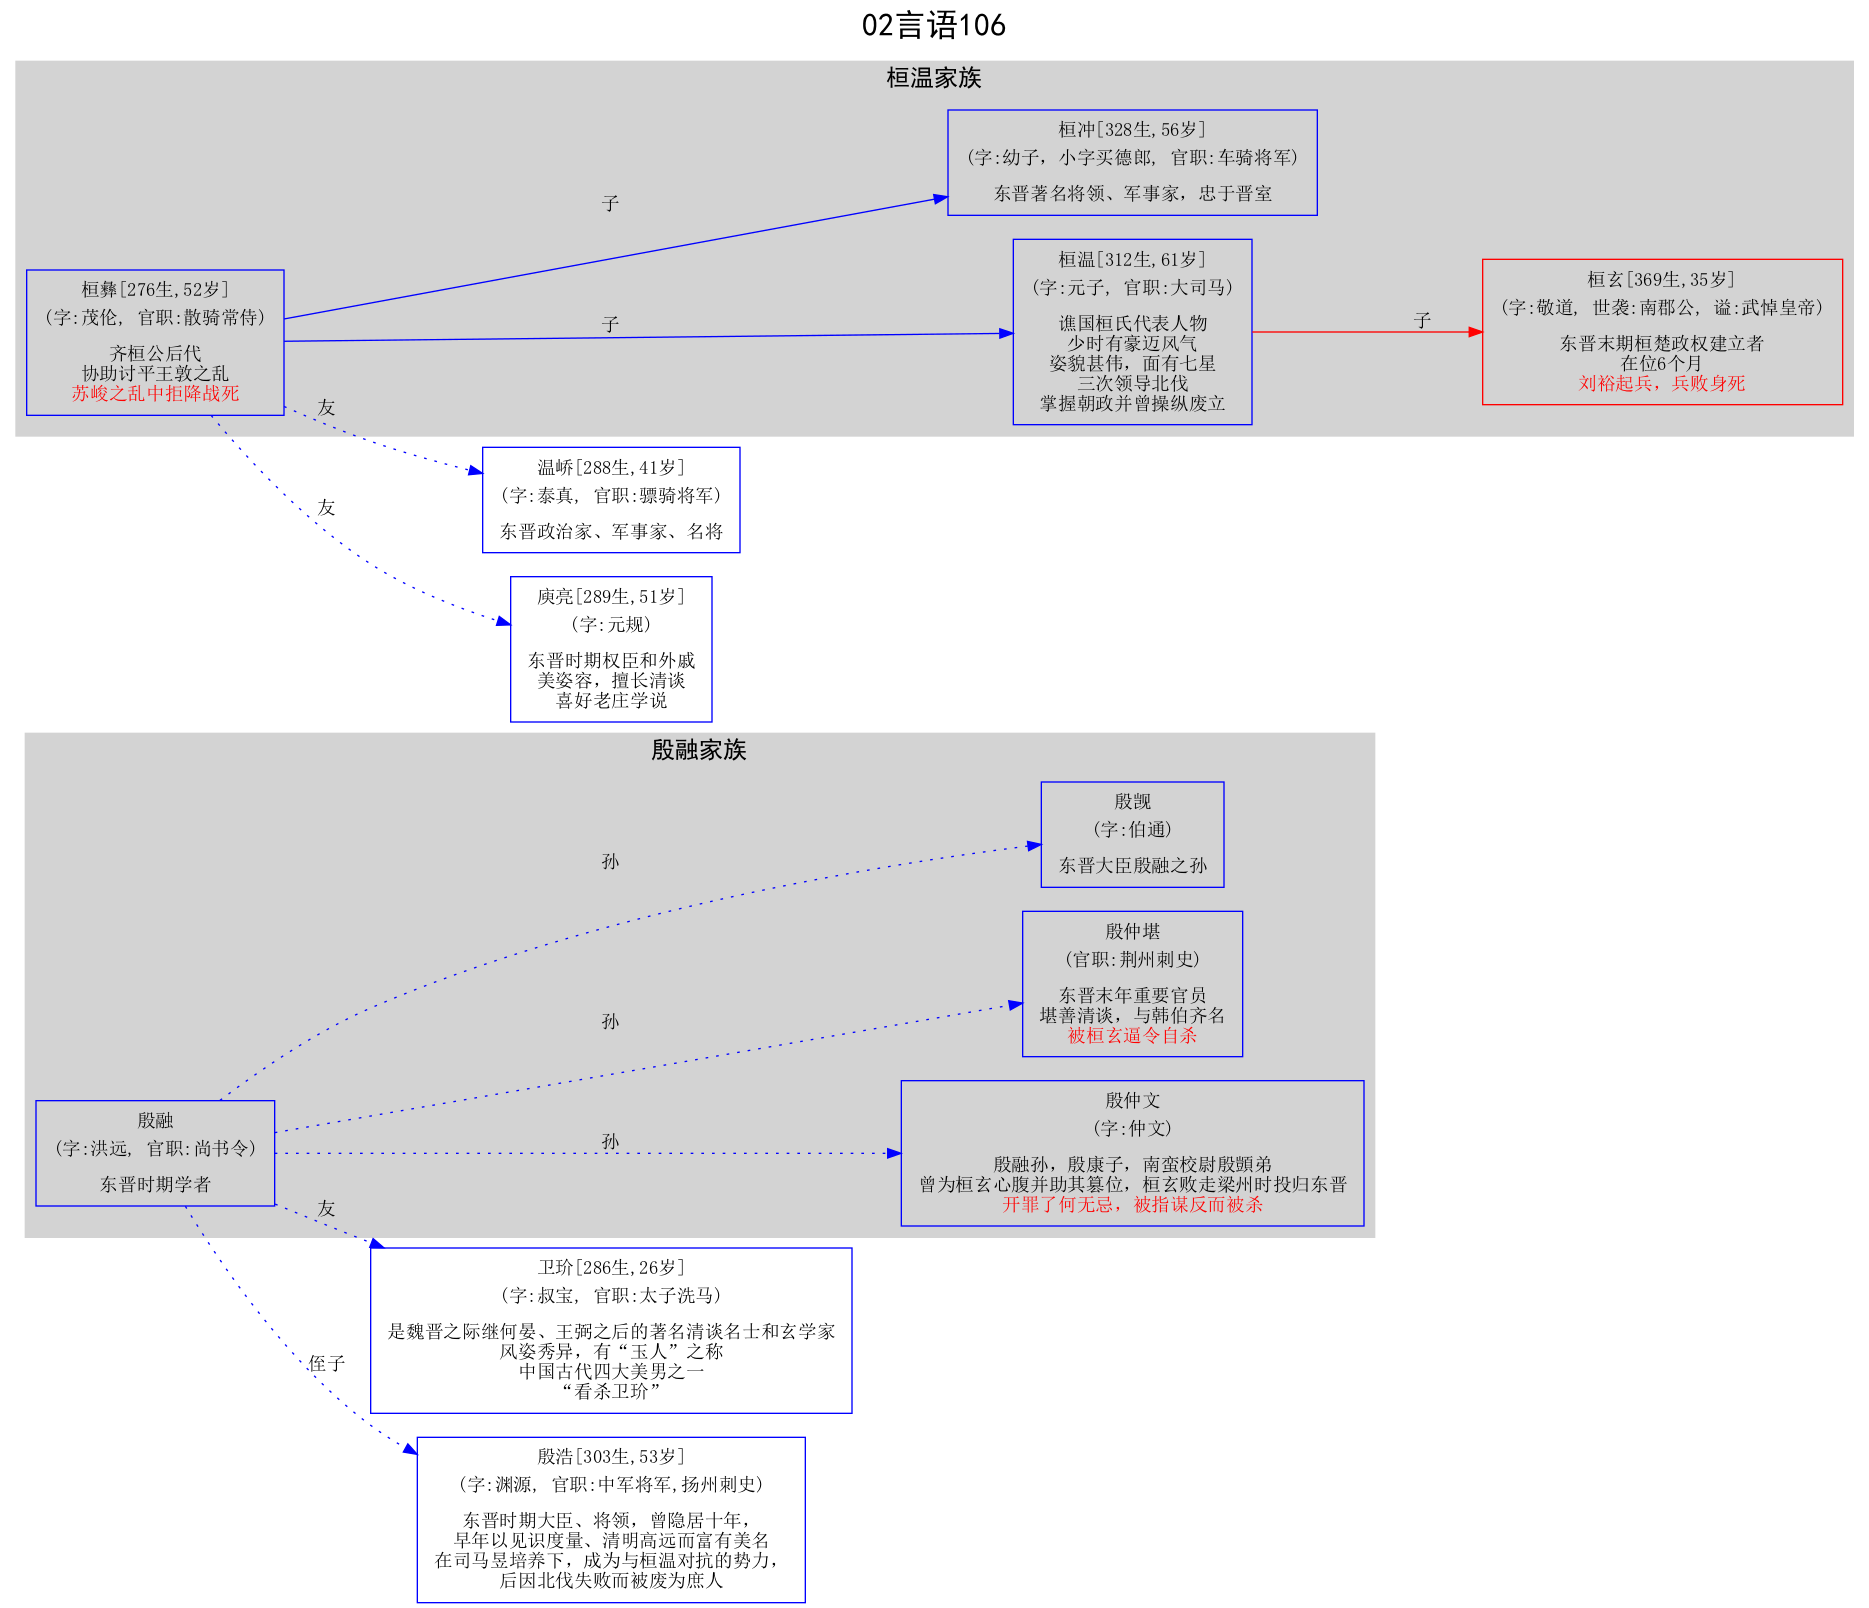 02言语106
桓温家族
桓冲[328生,56岁]
(字:幼子, 小字买德郎, 官职:车骑将军)
东晋著名将领、军事家，忠于晋室
子
桓温[312生,61岁]
(字:元子, 官职:大司马)
谯国桓氏代表人物
少时有豪迈风气
姿貌甚伟，面有七星
三次领导北伐
掌握朝政并曾操纵废立
子
桓玄[369生,35岁]
(字:敬道, 世袭:南郡公, 谥:武悼皇帝)
东晋末期桓楚政权建立者
在位6个月
刘裕起兵，兵败身死
子
桓彝[276生,52岁]
(字:茂伦, 官职:散骑常侍)
齐桓公后代
协助讨平王敦之乱
苏峻之乱中拒降战死
友
温峤[288生,41岁]
(字:泰真, 官职:骠骑将军)
东晋政治家、军事家、名将
友
庾亮[289生,51岁]
(字:元规)
东晋时期权臣和外戚
美姿容，擅长清谈
喜好老庄学说
殷融家族
殷觊
(字:伯通)
东晋大臣殷融之孙
孙
殷仲堪
(官职:荆州刺史)
东晋末年重要官员
堪善清谈，与韩伯齐名
被桓玄逼令自杀
孙
殷仲文
(字:仲文)
殷融孙，殷康子，南蛮校尉殷顗弟
曾为桓玄心腹并助其篡位，桓玄败走梁州时投归东晋
开罪了何无忌，被指谋反而被杀
孙
殷融
(字:洪远, 官职:尚书令)
东晋时期学者
友
卫玠[286生,26岁]
(字:叔宝, 官职:太子洗马)
是魏晋之际继何晏、王弼之后的著名清谈名士和玄学家
风姿秀异，有“玉人”之称
中国古代四大美男之一
“看杀卫玠”
侄子
殷浩[303生,53岁]
(字:渊源, 官职:中军将军,扬州刺史)
东晋时期大臣、将领，曾隐居十年，
早年以见识度量、清明高远而富有美名
在司马昱培养下，成为与桓温对抗的势力，
后因北伐失败而被废为庶人